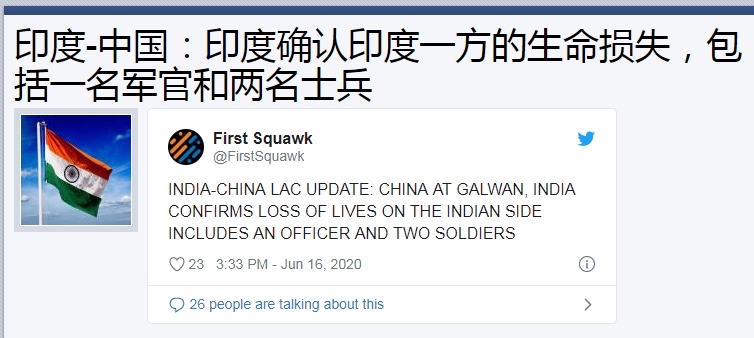 印度-中国：印度确认印度一方的生命损失，包
括一名军官和两名士兵
First Squawk
@FirstSquawk
INDIA-CHINA LAC UPDATE: CHINA AT GALWAN, INDIA
CONFIRMS LOSS OF LIVES ON THE INDIAN SIDE
INCLUDES AN OFFICER AND TWO SOLDIERS
23 3:33 PM - Jun 16, 2020
26 people are talking about this